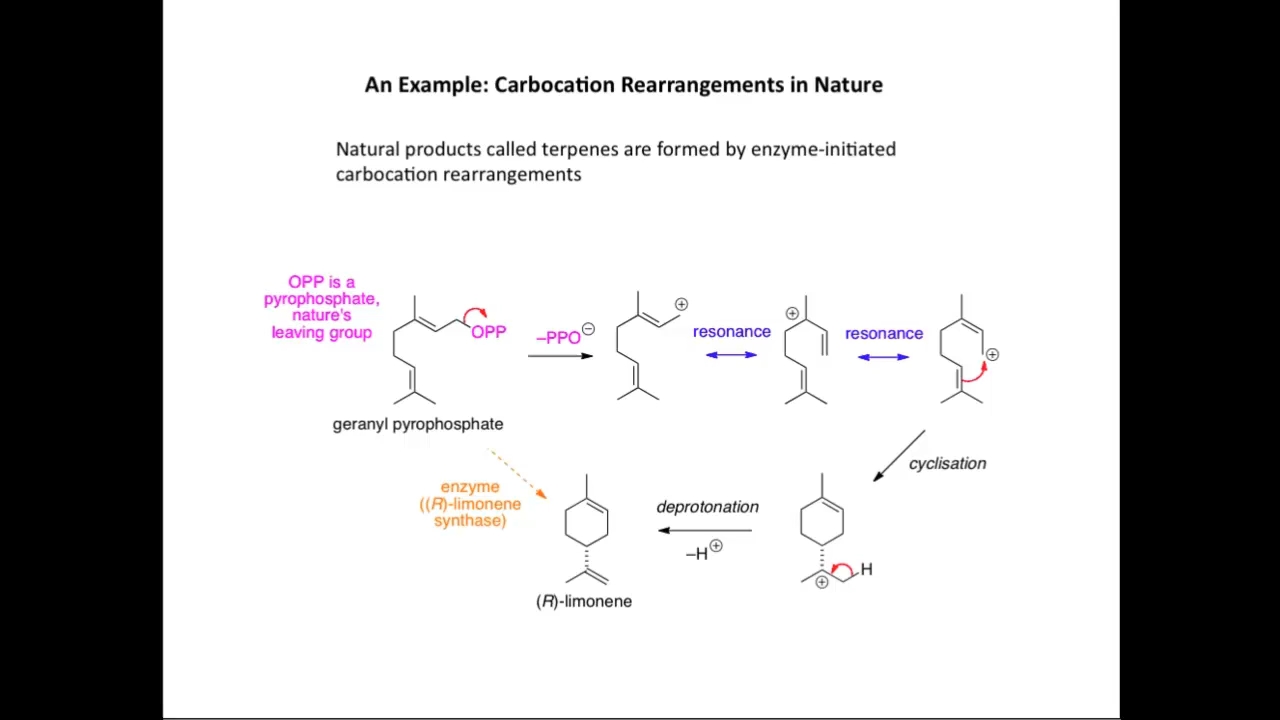 An Example: Carbocation Rearrangements in Nature
Natural products called terpenes are formed by enzyme-initiated
carbocation rearrangements
OPP is a
pyrophosphate,
nature's
leaving group
OPP
geranyl pyrophosphate
–PPO⊖
⊕
resonance
⊕
resonance
⊕
cyclisation
enzyme
((R)-limonene
synthase)
(R)-limonene
deprotonation
–H⊕
H
⊕